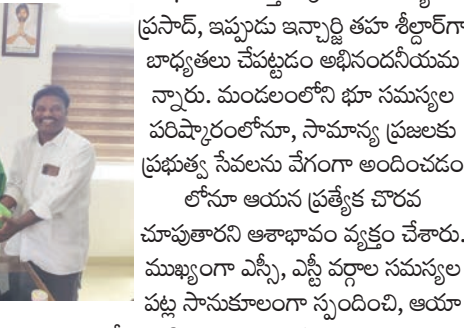 ప్రసాద్, ఇప్పుడు ఇన్చార్జి తహ శీల్దార్‌గా
బాధ్యతలు చేపట్టడం అభినందనీయమ
న్నారు. మండలంలోని భూ సమస్యల
పరిష్కారంలోనూ, సామాన్య ప్రజలకు
ప్రభుత్వ సేవలను వేగంగా అందించడం
లోనూ ఆయన ప్రత్యేక చొరవ
చూపుతారని ఆశాభావం వ్యక్తం చేశారు.
ముఖ్యంగా ఎస్సీ, ఎస్టీ వర్గాల సమస్యల
పట్ల సానుకూలంగా స్పందించి, ఆయా